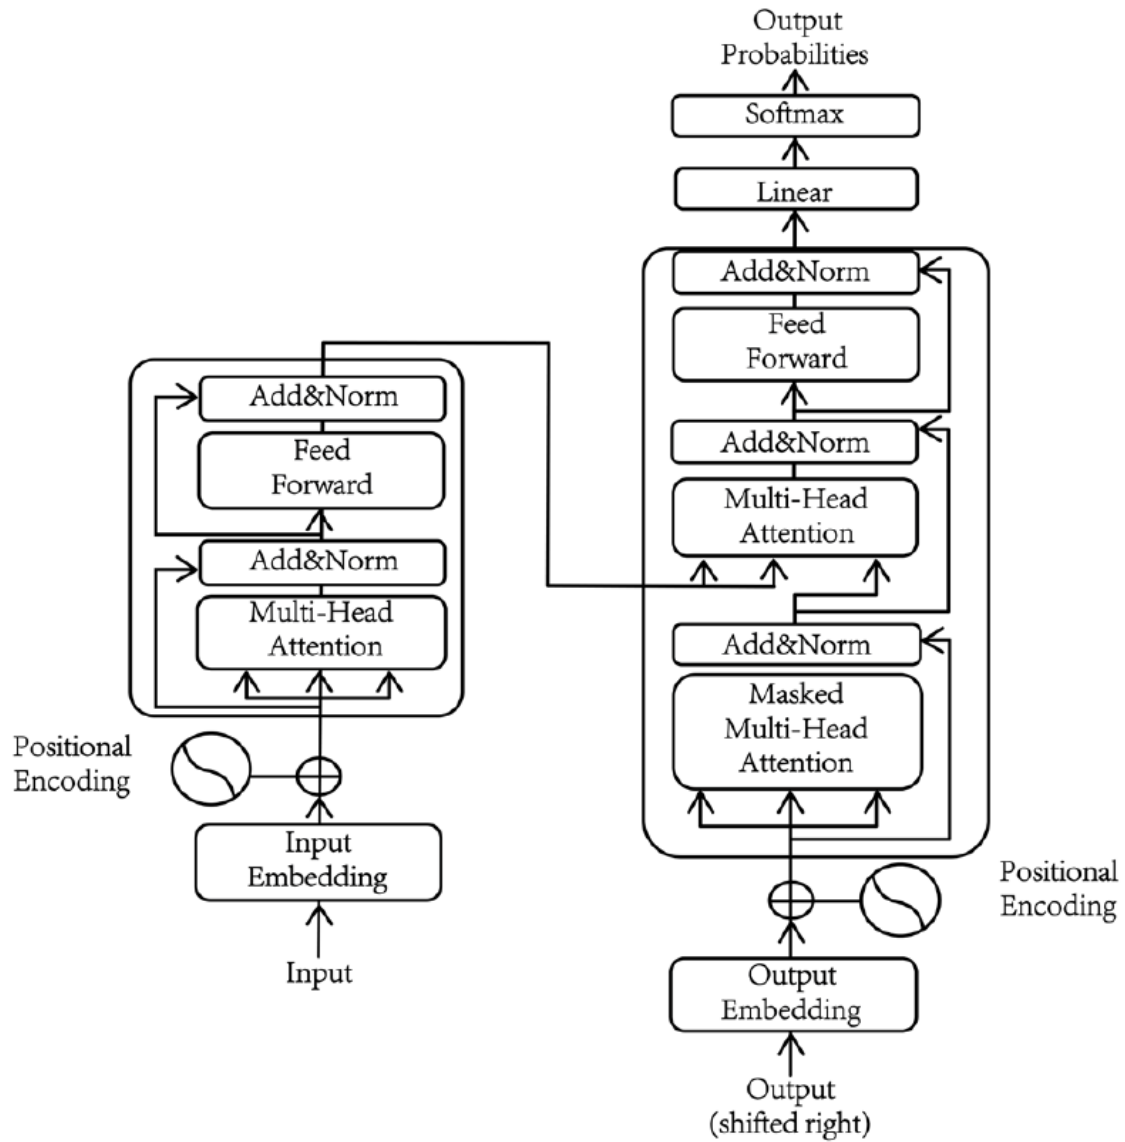 Output
Probabilities
Softmax
Linear
Add&Norm
Feed
Forward
Add&Norm
Multi-Head
Attention
Add&Norm
Masked
Multi-Head
Attention
Positional
Encoding
Output
Embedding
Output
(shifted right)
Add&Norm
Feed
Forward
Add&Norm
Multi-Head
Attention
Positional
Encoding
Input
Embedding
Input